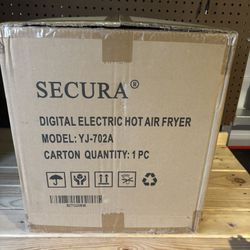 SECURA®
DIGITAL ELECTRIC HOT AIR FRYER
MODEL: YJ-702A
CARTON QUANTITY: 1 PC